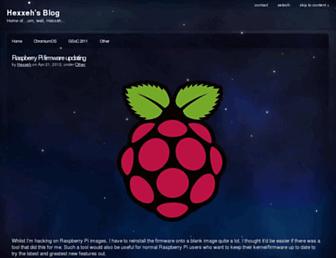 contact search skip to content ↓
Hexxeh's Blog
Home of...um, well, Hexxeh...
Home ChromiumOS GSoC 2011 Other
Raspberry Pi firmware updating
by Hexxeh on Apr.21, 2012, under Other
Whilst I'm hacking on Raspberry Pi images, I have to reinstall the firmware onto a blank image quite a lot. I thought it'd be easier if there was a
tool that did this for me. Such a tool would also be useful for normal Raspberry Pi users who want to keep their kernel/firmware up to date to
try the latest and greatest new features out.